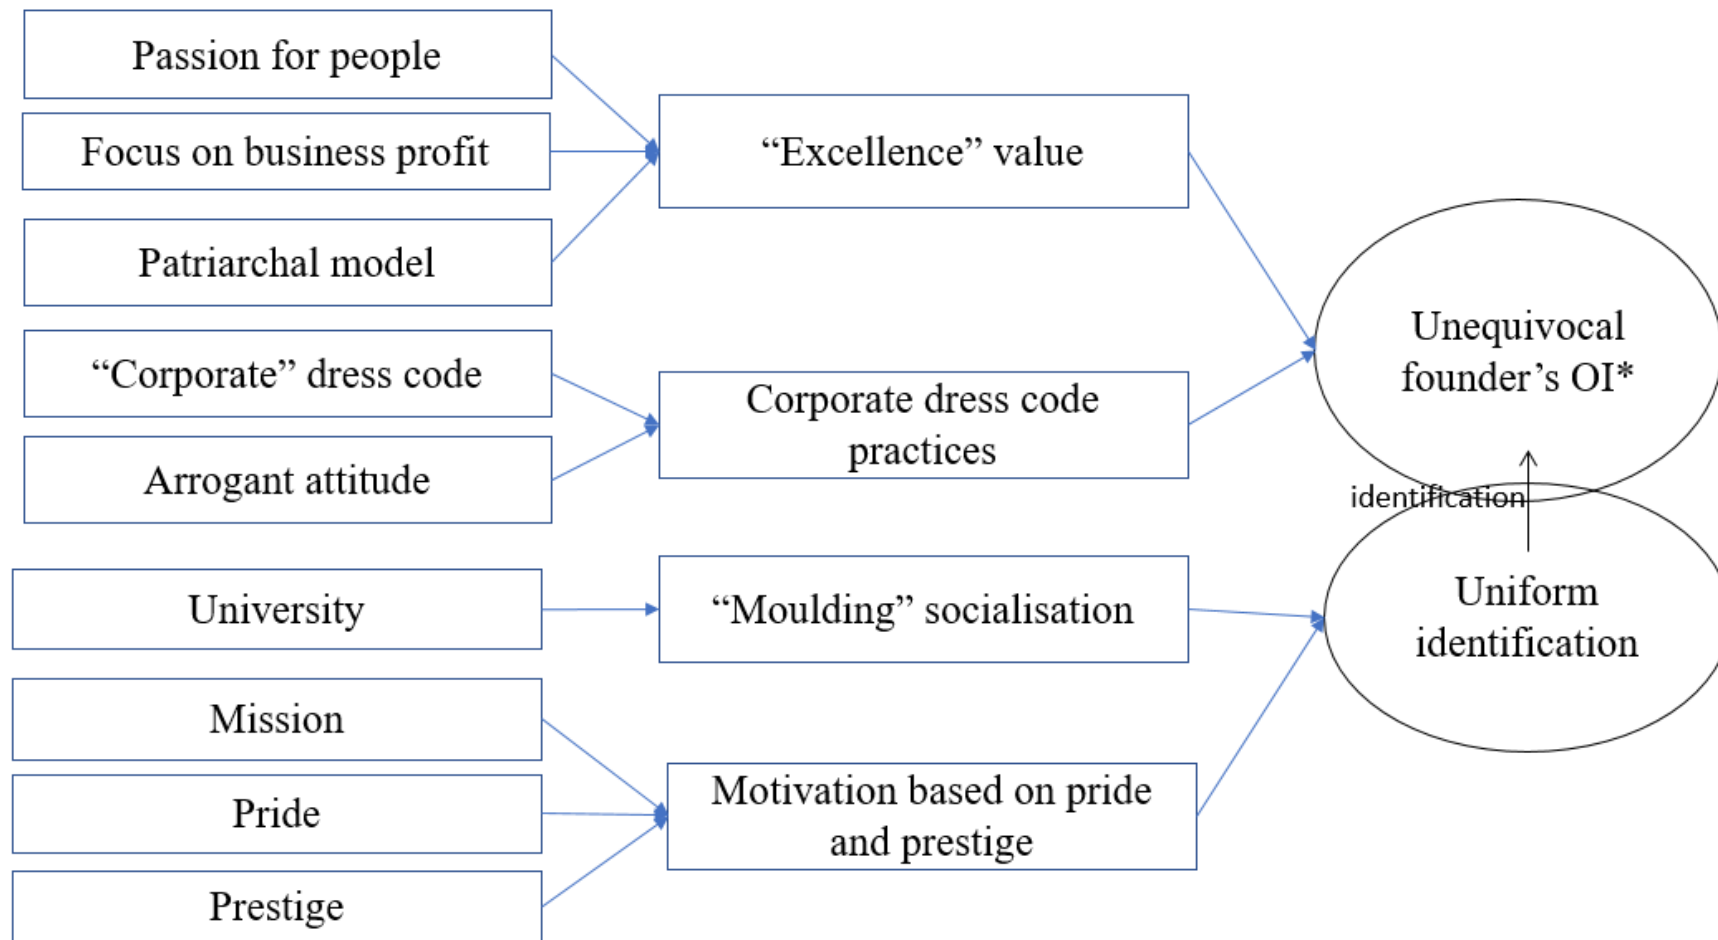 Passion for people
Focus on business profit
Patriarchal model
“Corporate” dress code
Arrogant attitude
University
Mission
Pride
Prestige
“Excellence” value
Corporate dress code
practices
“Moulding” socialisation
Motivation based on pride
and prestige
Unequivocal
founder’s OI*
identification
Uniform
identification